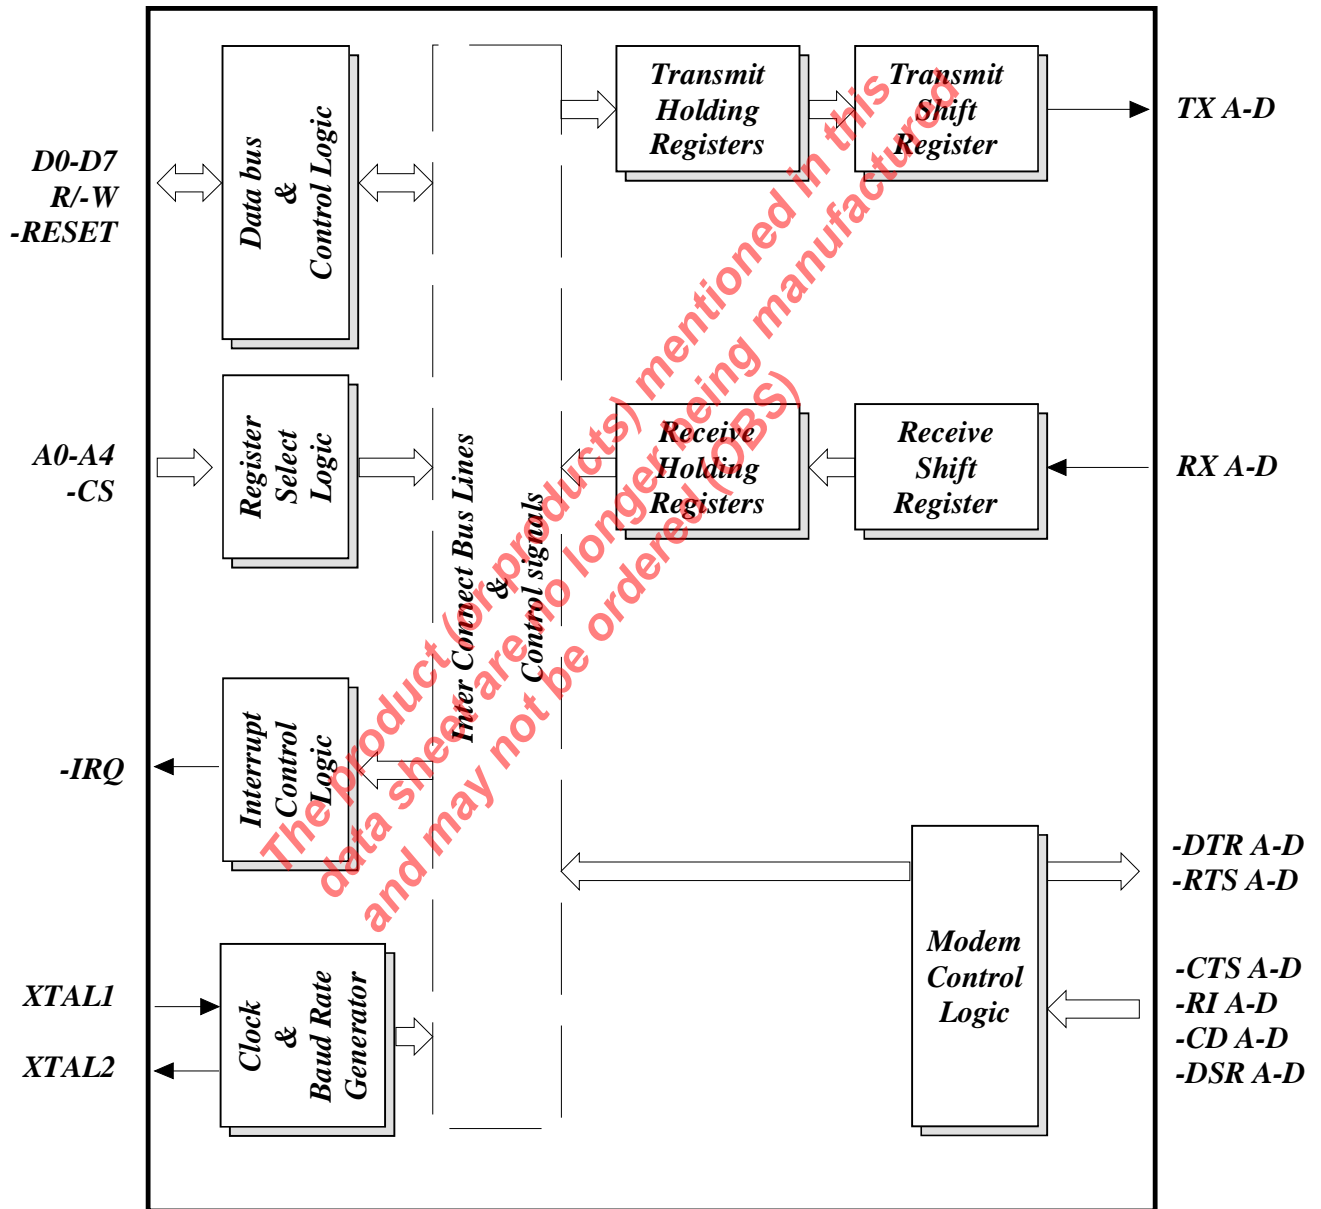 D0-D7
R/-W
-RESET
A0-A4
-CS
-IRQ
XTAL1
XTAL2
Data bus
&
Control Logic
Register
Select
Logic
Interrupt
Control
Logic
Clock
&
Baud Rate
Generator
Inter Connect Bus Lines
&
Control signals
Transmit
Holding
Registers
Transmit
Shift
Register
Receive
Holding
Registers
Receive
Shift
Register
Modem
Control
Logic
TX A-D
RX A-D
-DTR A-D
-RTS A-D
-CTS A-D
-RI A-D
-CD A-D
-DSR A-D
The product (or products) mentioned in this
data sheet are no longer being manufactured
and may not be ordered (OBS)